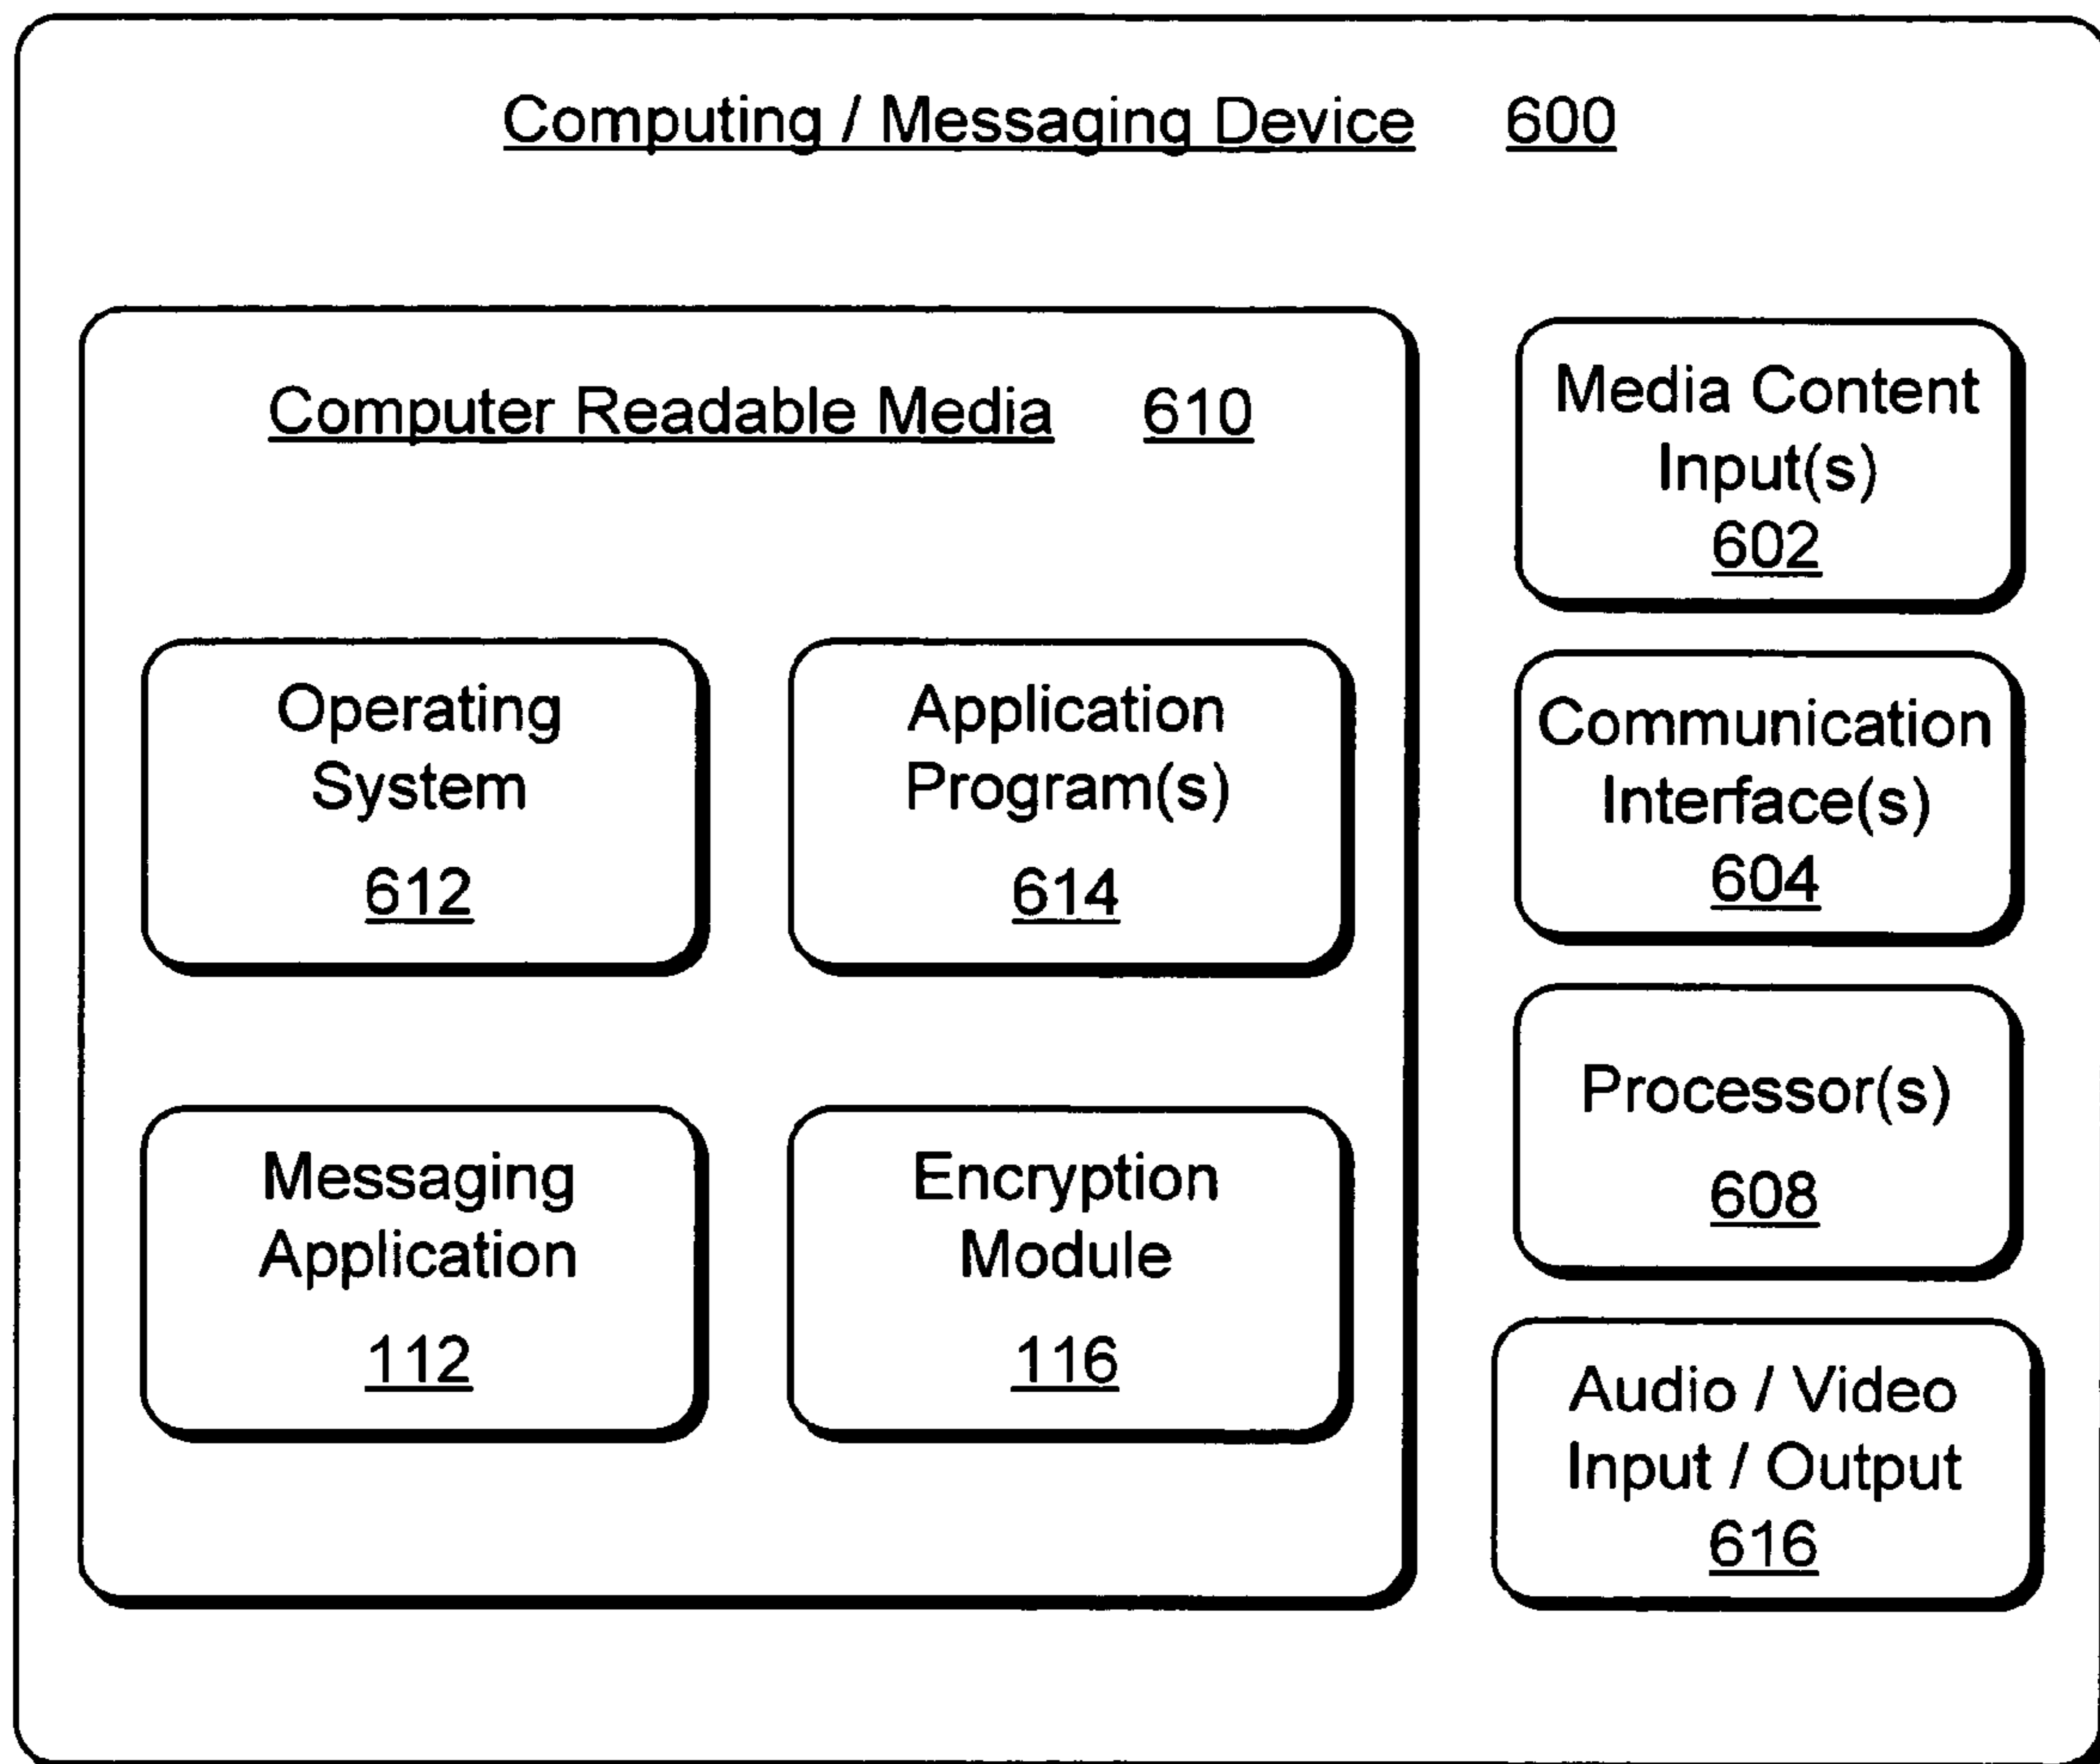 Computing / Messaging Device 600
Computer Readable Media 610
Operating
System
612
Application
Program(s)
614
Messaging
Application
112
Encryption
Module
116
Media Content
Input(s)
602
Communication
Interface(s)
604
Processor(s)
608
Audio / Video
Input / Output
616